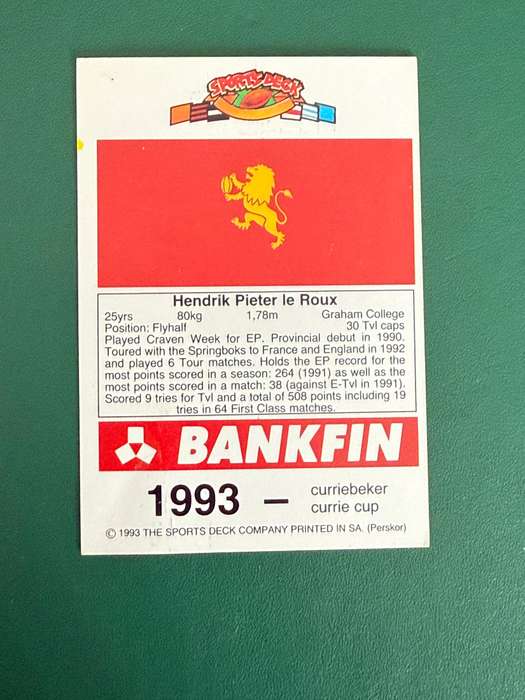 SPORTS DECK
Hendrik Pieter le Roux
25yrs 80kg 1,78m Graham College
Position: Flyhalf 30 Tvl caps
Played Craven Week for EP. Provincial debut in 1990.
Toured with the Springboks to France and England in 1992
and played 6 Tour matches. Holds the EP record for the
most points scored in a season: 264 (1991) as well as the
most points scored in a match: 38 (against E-Tvl in 1991).
Scored 9 tries for Tvl and a total of 508 points including 19
tries in 64 First Class matches.
BANKFIN
1993 – curriebeker
currie cup
© 1993 THE SPORTS DECK COMPANY PRINTED IN SA. (Perskor)